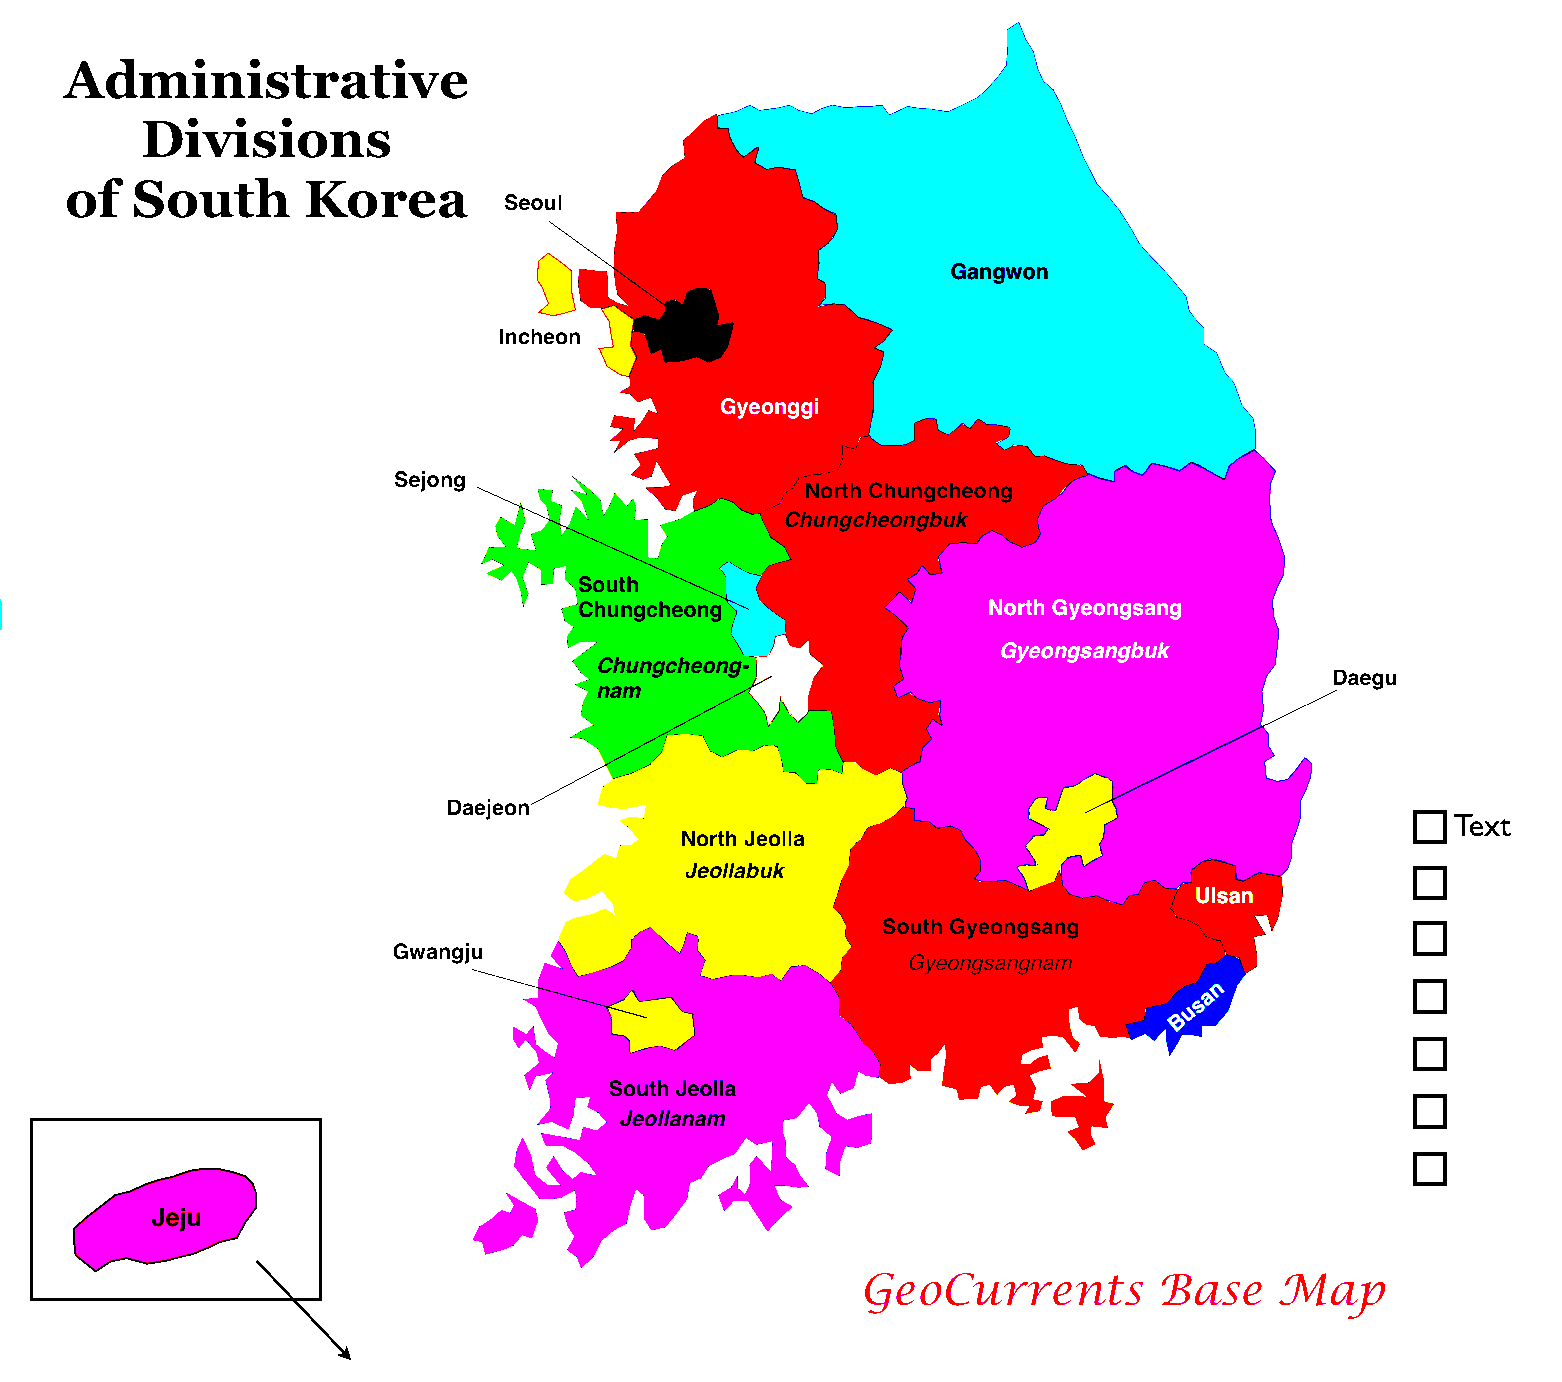 Administrative
Divisions
of South Korea
Seoul
Gangwon
Incheon
Gyeonggi
Sejong
North Chungcheong
Chungcheongbuk
South
Chungcheong
North Gyeongsang
Gyeongsangbuk
Chungcheong-
nam
Daegu
Daejeon
Text
North Jeolla
Jeollabuk
Ulsan
South Gyeongsang
Gyeongsangnam
Gwangju
Busan
South Jeolla
Jeollanam
Jeju
GeoCurrents Base Map